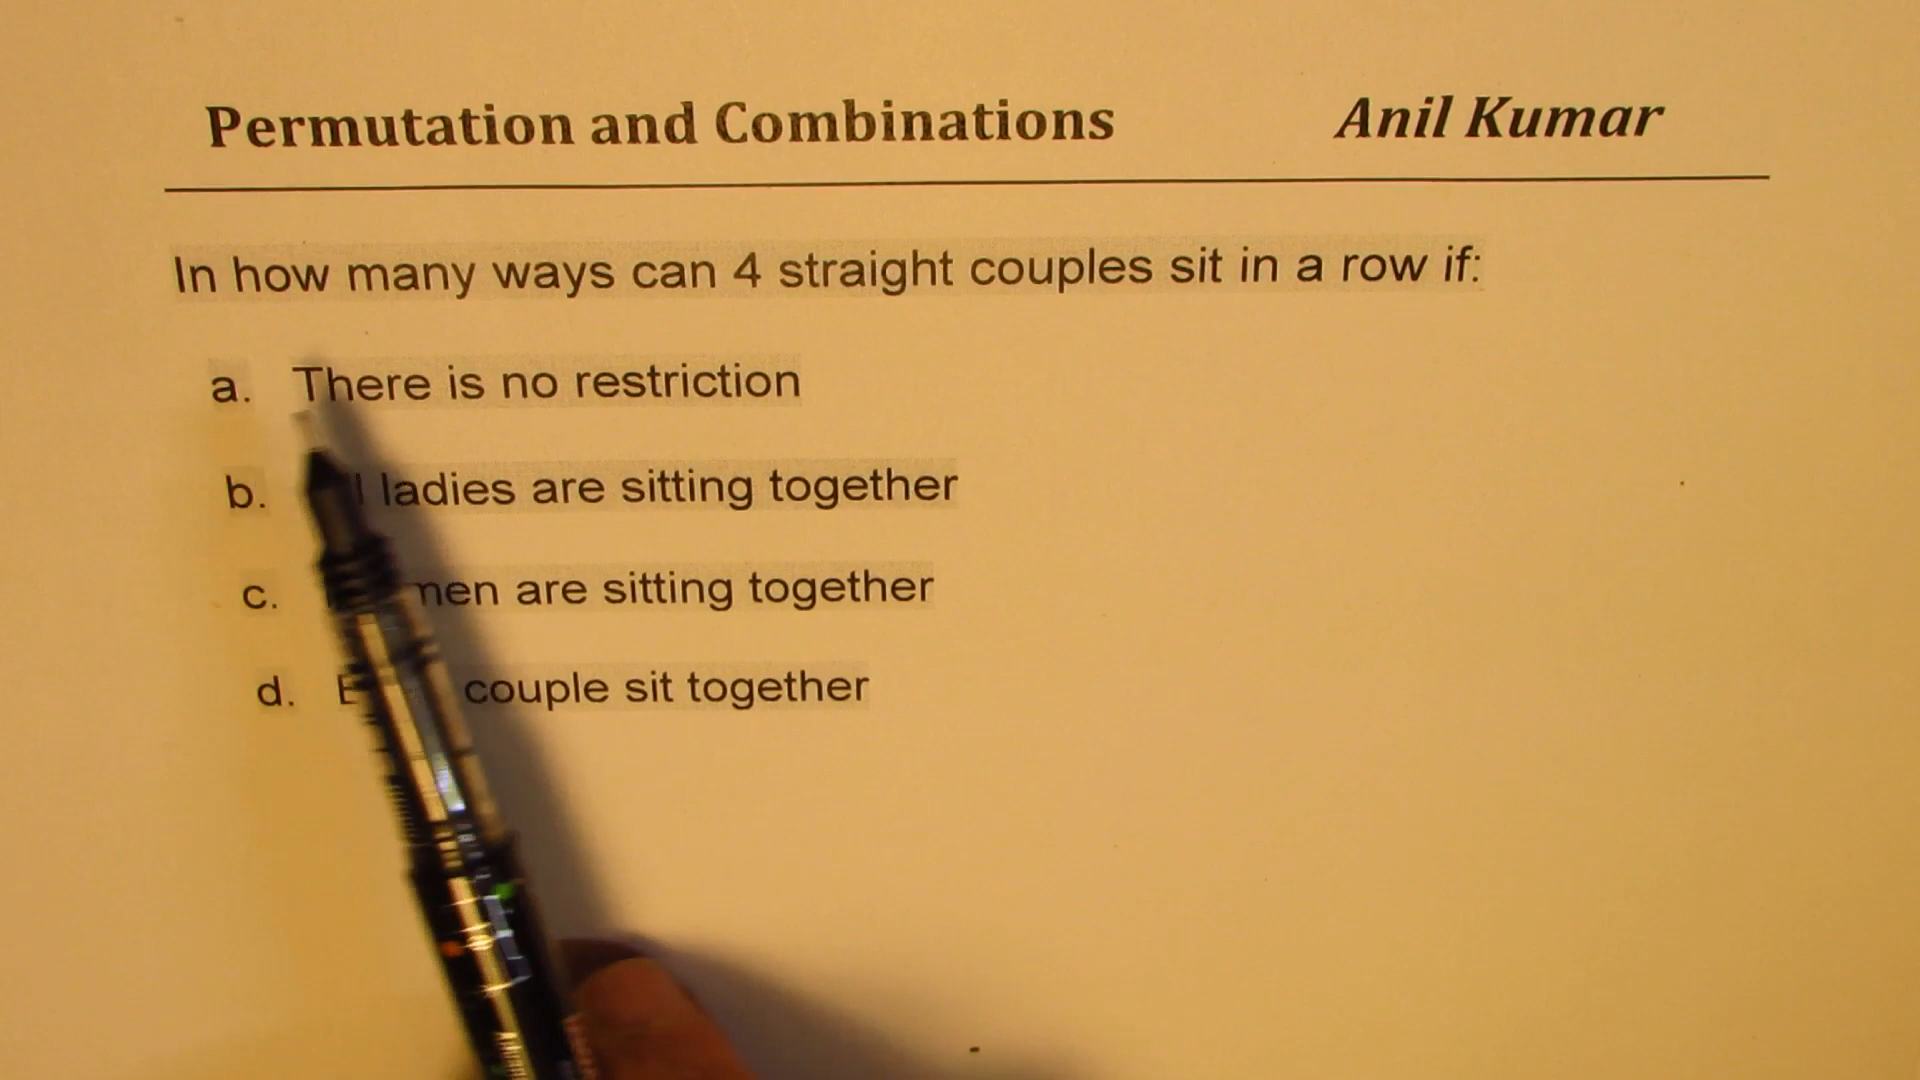 Permutation and Combinations Anil Kumar
In how many ways can 4 straight couples sit in a row if:
a. There is no restriction
b. ladies are sitting together
c. men are sitting together
d. couple sit together